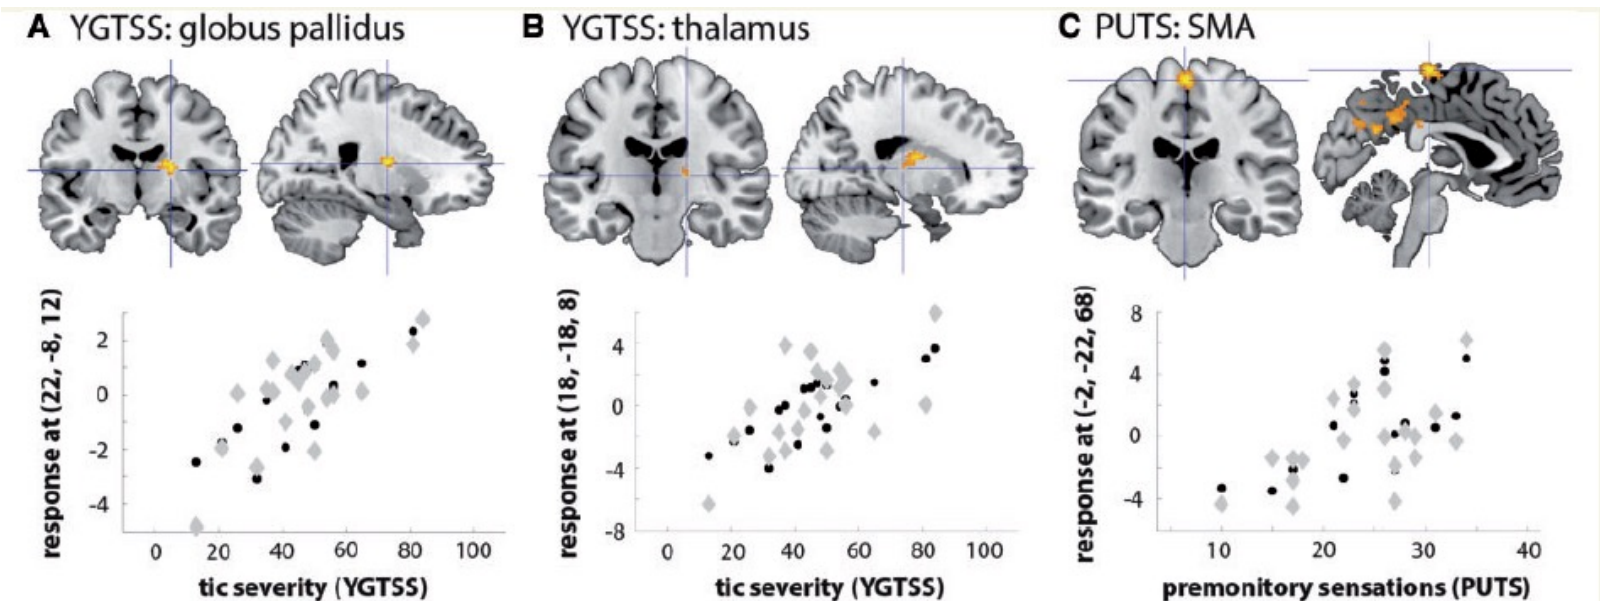 A YGTSS: globus pallidus
response at (22, -8, 12)
2
0
-2
-4
0 20 40 60 80 100
tic severity (YGTSS)
B YGTSS: thalamus
response at (18, -18, 8)
4
0
-4
-8
0 20 40 60 80 100
tic severity (YGTSS)
C PUTS: SMA
response at (-2, -22, 68)
8
4
0
-4
10 20 30 40
premonitory sensations (PUTS)